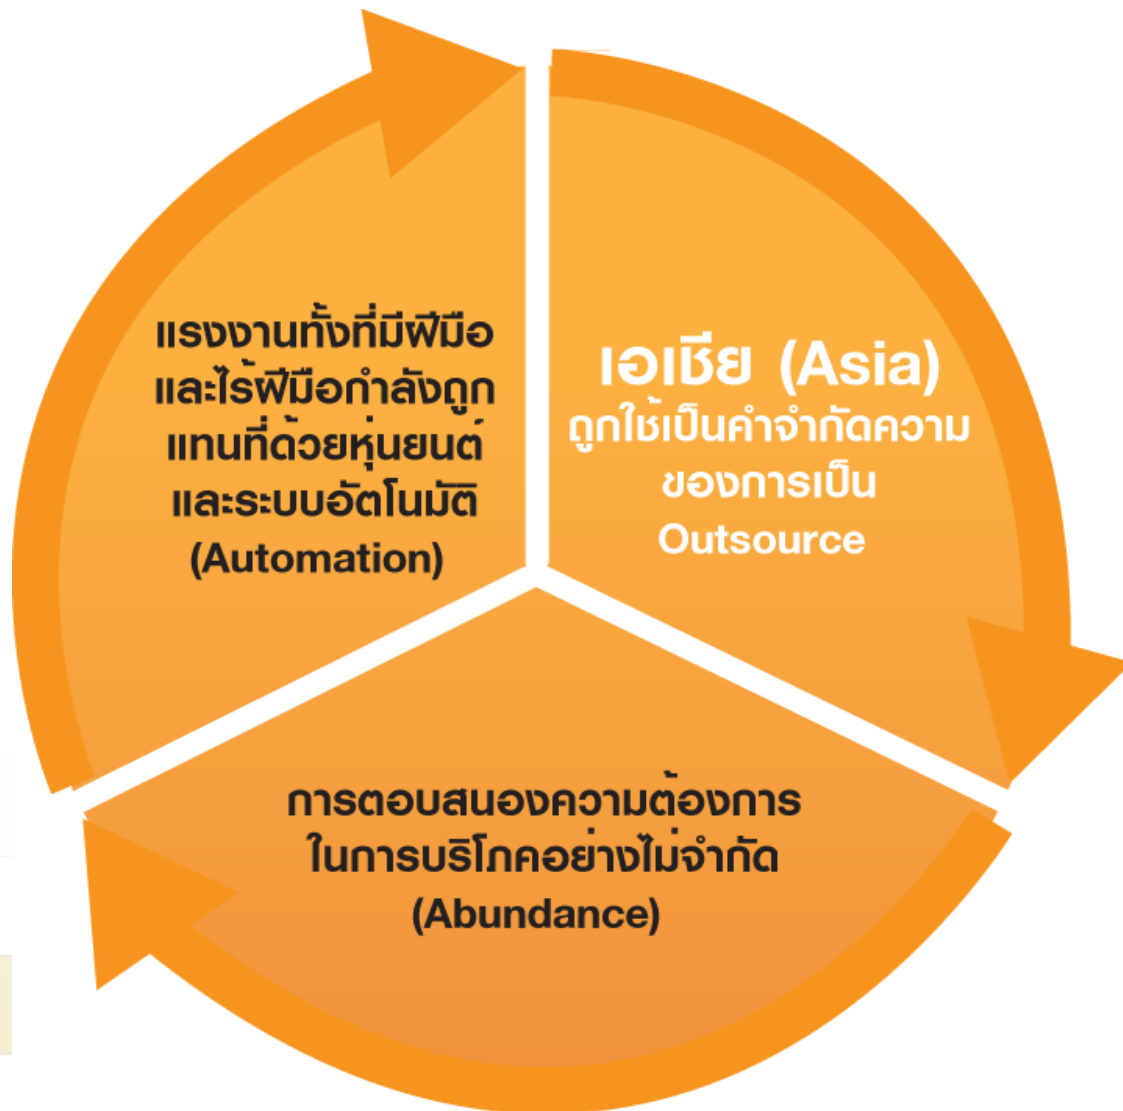 แรงงานทั้งที่มีฝีมือ
และไร้ฝีมือกำลังถูก
แทนที่ด้วยหุ่นยนต์
และระบบอัตโนมัติ
(Automation)
เอเชีย (Asia)
ถูกใช้เป็นคำจำกัดความ
ของการเป็น
Outsource
การตอบสนองความต้องการ
ในการบริโภคอย่างไม่จำกัด
(Abundance)